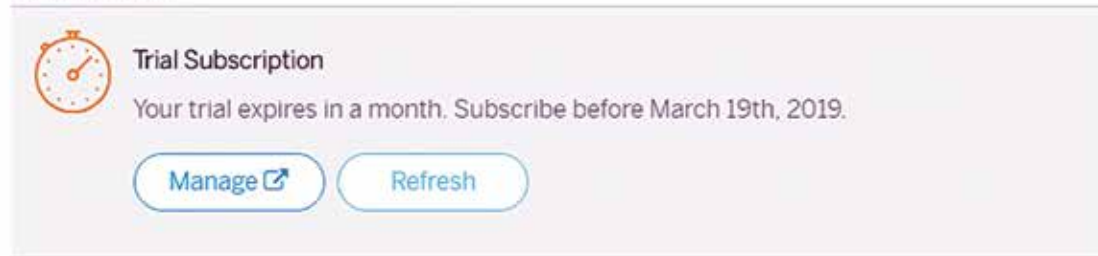 Trial Subscription
Your trial expires in a month. Subscribe before March 19th, 2019.
Manage
Refresh